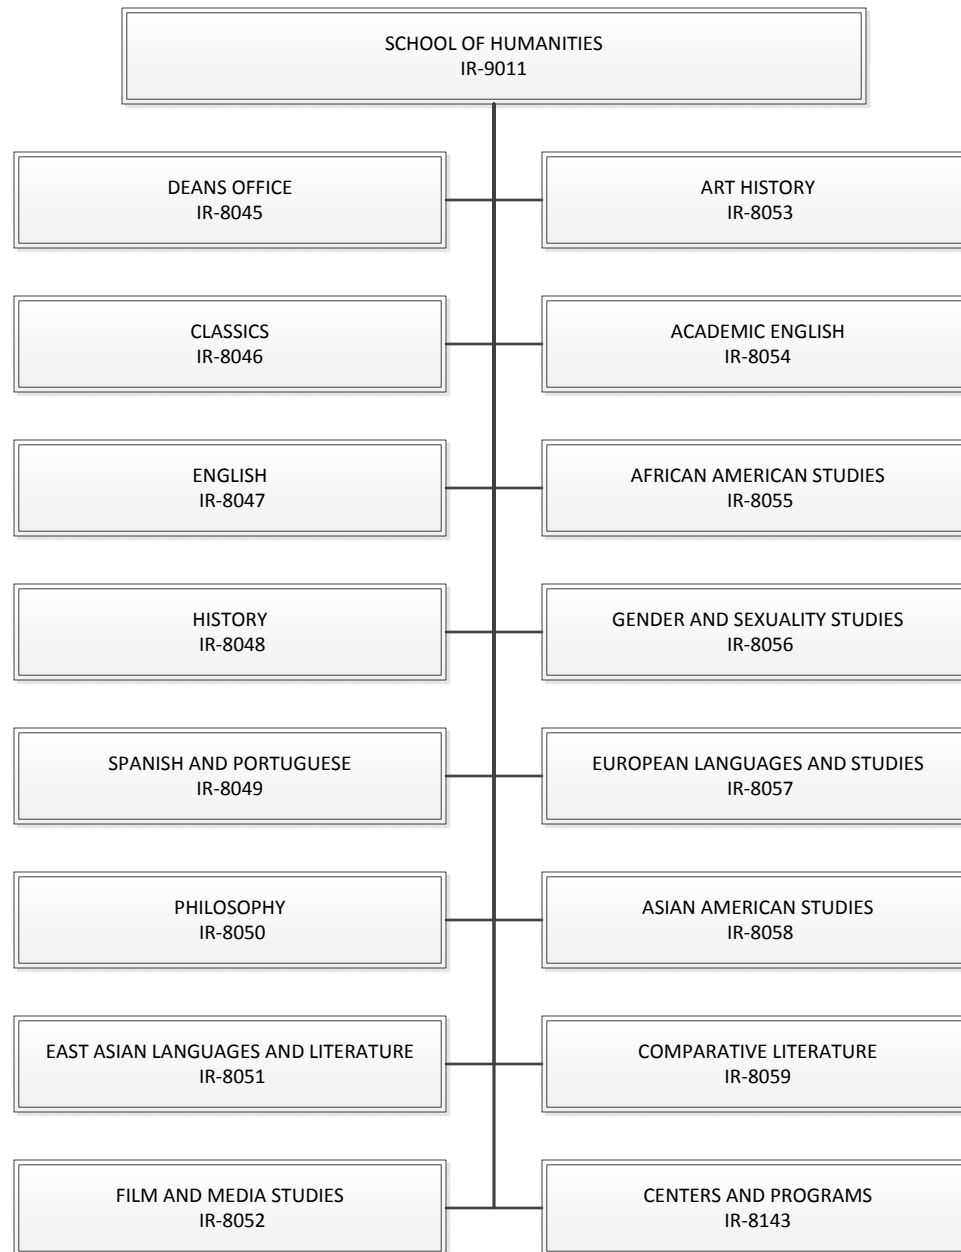 SCHOOL OF HUMANITIES
IR-9011
DEANS OFFICE
IR-8045
ART HISTORY
IR-8053
CLASSICS
IR-8046
ACADEMIC ENGLISH
IR-8054
ENGLISH
IR-8047
AFRICAN AMERICAN STUDIES
IR-8055
HISTORY
IR-8048
GENDER AND SEXUALITY STUDIES
IR-8056
SPANISH AND PORTUGUESE
IR-8049
EUROPEAN LANGUAGES AND STUDIES
IR-8057
PHILOSOPHY
IR-8050
ASIAN AMERICAN STUDIES
IR-8058
EAST ASIAN LANGUAGES AND LITERATURE
IR-8051
COMPARATIVE LITERATURE
IR-8059
FILM AND MEDIA STUDIES
IR-8052
CENTERS AND PROGRAMS
IR-8143